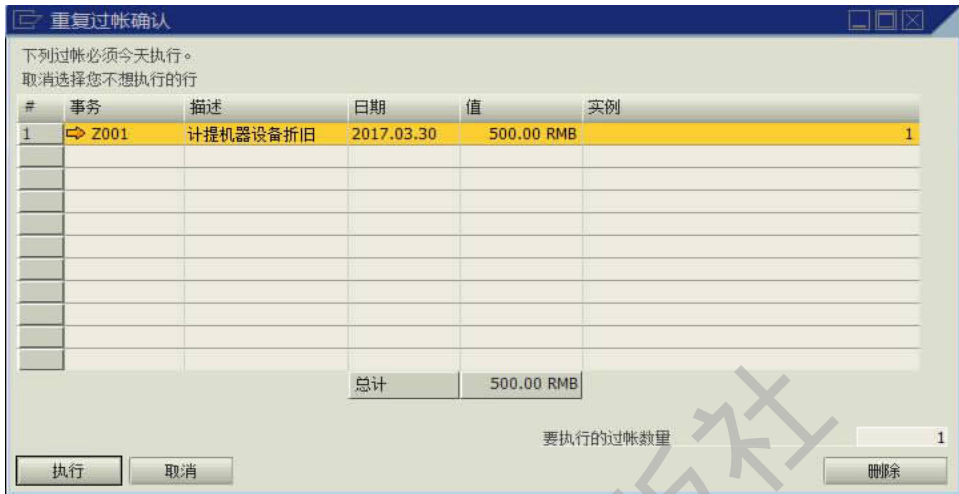 重复过帐确认
下列过帐必须今天执行。
取消选择您不想执行的行
# 事务 描述 日期 值 实例
1 Z001 计提机器设备折旧 2017.03.30 500.00 RMB 1
总计 500.00 RMB
要执行的过帐数量 1
执行 取消 删除